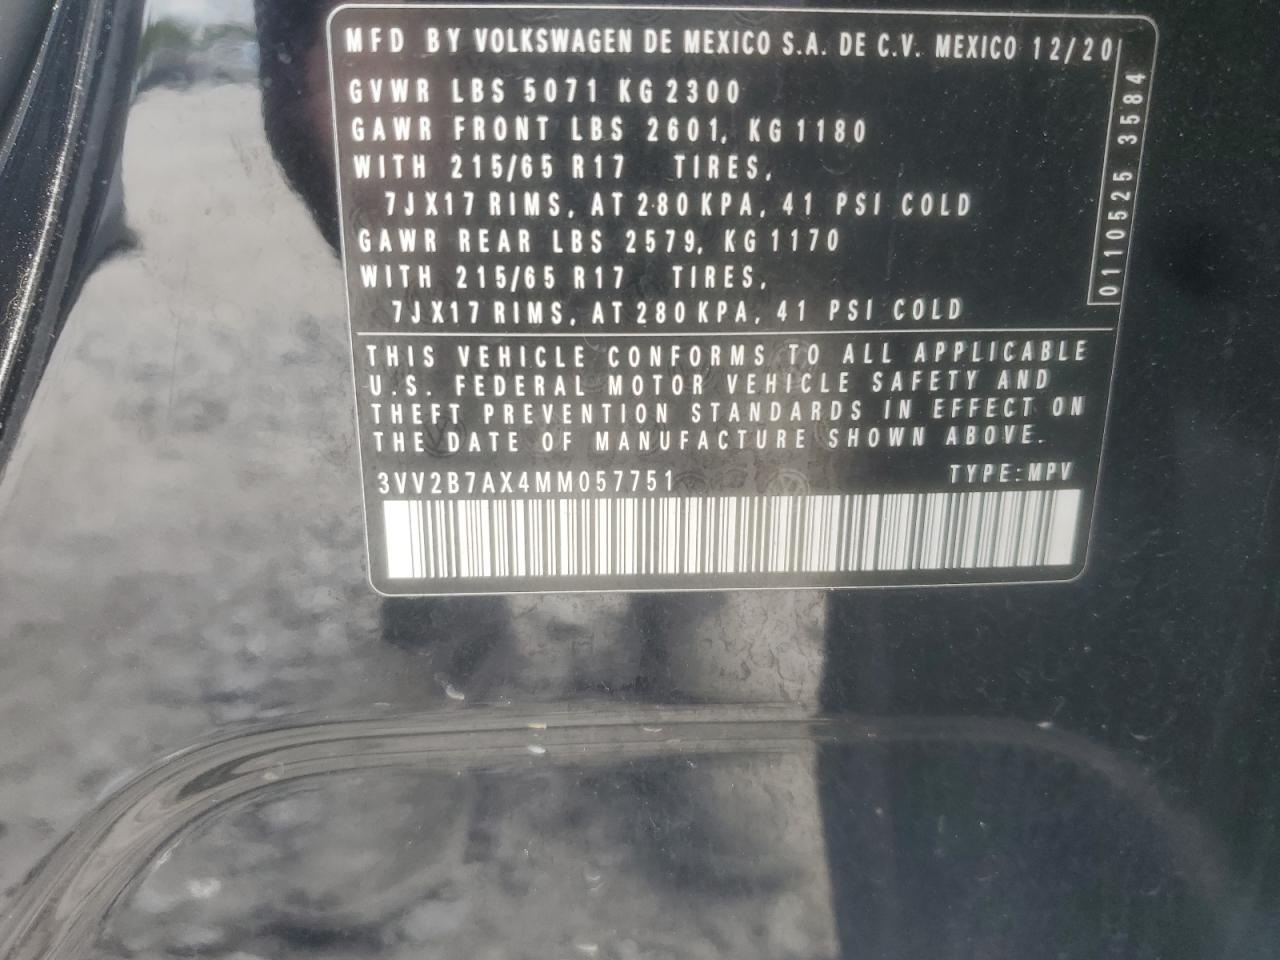 MFD BY VOLKSWAGEN DE MEXICO S.A. DE C.V. MEXICO 12/20
GVWR LBS 5071 KG 2300
GAWR FRONT LBS 2601, KG 1180
WITH 215/65 R17 TIRES,
7JX17 RIMS, AT 280 KPA, 41 PSI COLD
GAWR REAR LBS 2579, KG 1170
WITH 215/65 R17 TIRES,
7JX17 RIMS, AT 280 KPA, 41 PSI COLD
THIS VEHICLE CONFORMS TO ALL APPLICABLE
U.S. FEDERAL MOTOR VEHICLE SAFETY AND
THEFT PREVENTION STANDARDS IN EFFECT ON
THE DATE OF MANUFACTURE SHOWN ABOVE.
3VV2B7AX4MM057751 TYPE:MPV
0110525 3584